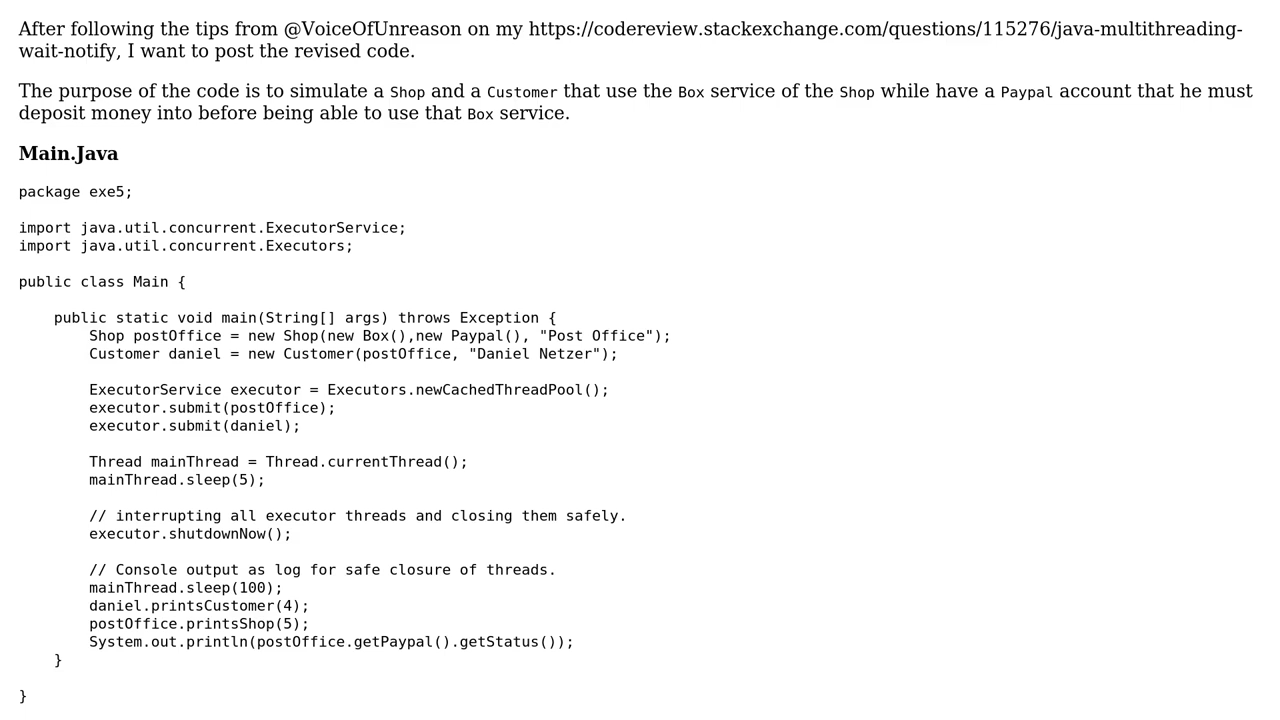 After following the tips from @VoiceOfUnreason on my https://codereview.stackexchange.com/questions/115276/java-multithreading-
wait-notify, I want to post the revised code.
The purpose of the code is to simulate a Shop and a Customer that use the Box service of the Shop while have a Paypal account that he must
deposit money into before being able to use that Box service.
Main.Java
package exe5;
import java.util.concurrent.ExecutorService;
import java.util.concurrent.Executors;
public class Main {
    public static void main(String[] args) throws Exception {
        Shop postOffice = new Shop(new Box(),new Paypal(), "Post Office");
        Customer daniel = new Customer(postOffice, "Daniel Netzer");
        ExecutorService executor = Executors.newCachedThreadPool();
        executor.submit(postOffice);
        executor.submit(daniel);
        Thread mainThread = Thread.currentThread();
        mainThread.sleep(5);
        // interrupting all executor threads and closing them safely.
        executor.shutdownNow();
        // Console output as log for safe closure of threads.
        mainThread.sleep(100);
        daniel.printsCustomer(4);
        postOffice.printsShop(5);
        System.out.println(postOffice.getPaypal().getStatus());
    }
}